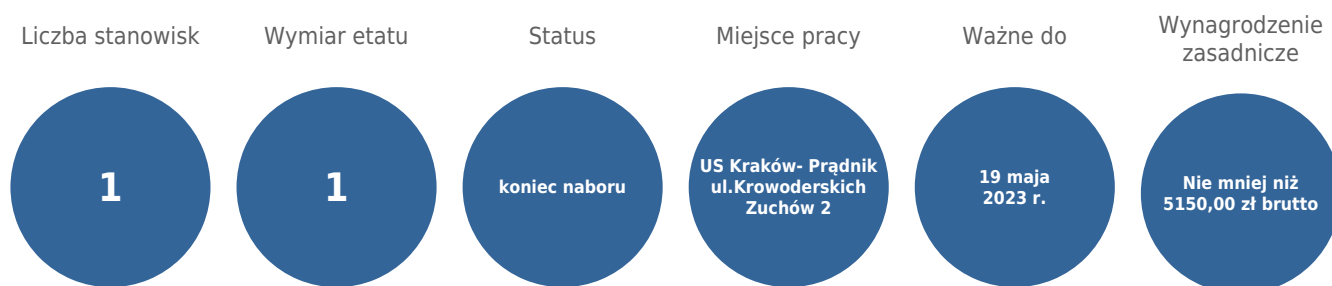 Liczba stanowisk
Wymiar etatu
Status
Miejsce pracy
Ważne do
Wynagrodzenie
zasadnicze
1
1
koniec naboru
US Kraków- Prądnik
ul.Krowoderskich
Zuchów 2
19 maja
2023 r.
Nie mniej niż
5150,00 zł brutto